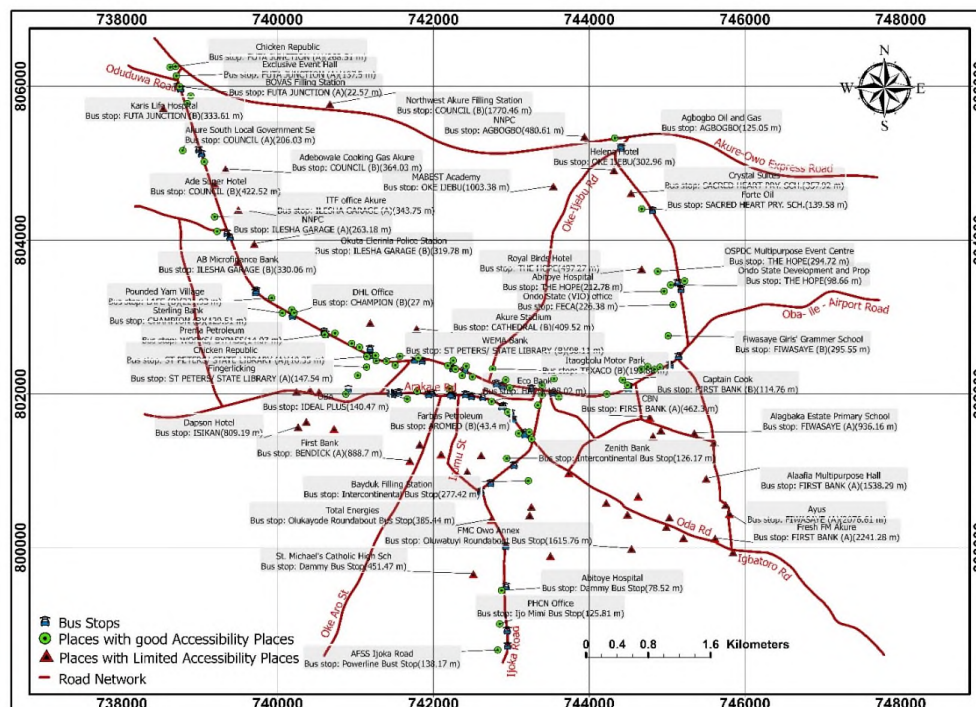 738000 740000 742000 744000 746000 748000
Chicken Republic
Exclusive Event Hall
Bus stop: FUTA JUNCTION (A)(157.5 m)
BOVAS Filling Station
Bus stop: FUTA JUNCTION (A)(22.57 m)
Oduduwa Road
806000
Karis Life Hospital
Bus stop: FUTA JUNCTION (B)(333.61 m)
Northwest Akure Filling Station
Bus stop: COUNCIL (B)(1770.46 m)
NNPC
Bus stop: AGBOGBO(480.61 m)
Agbogbo Oil and Gas
Bus stop: AGBOGBO(125.05 m)
N
W E
S
Akure South Local Government Se
Bus stop: COUNCIL (A)(206.03 m)
Adebowale Cooking Gas Akure
Bus stop: COUNCIL (B)(364.03 m)
Helena Hotel
Bus stop: OKE IJEBU(302.96 m)
Akure-Owo Express Road
MABEST Academy
Bus stop: OKE IJEBU(1003.38 m)
Oke-Ijebu Rd
Crystal Suites
Bus stop: SACRED HEART PRY. SCH.(357.92 m)
Forte Oil
Bus stop: SACRED HEART PRY. SCH.(139.58 m)
Ade Super Hotel
Bus stop: COUNCIL (B)(422.52 m)
ITF office Akure
Bus stop: ILESHA GARAGE (A)(343.75 m)
NNPC
Bus stop: ILESHA GARAGE (A)(263.18 m)
Okuta Elerinla Police Station
Bus stop: ILESHA GARAGE (B)(319.78 m)
804000
AB Microfinance Bank
Bus stop: ILESHA GARAGE (B)(330.06 m)
Royal Birds Hotel
Bus stop: THE HOPE(497.27 m)
Abitoye Hospital
Bus stop: THE HOPE(212.78 m)
Ondo State (VIO) office
Bus stop: FECA(226.38 m)
OSPDC Multipurpose Event Centre
Bus stop: THE HOPE(294.72 m)
Ondo State Development and Prop
Bus stop: THE HOPE(98.66 m)
Oba- Ile - Airport Road
Pounded Yam Village
Sterling Bank
DHL Office
Bus stop: CHAMPION (B)(27 m)
Prema Petroleum
Akure Stadium
Bus stop: CATHEDRAL (B)(409.52 m)
WEMA Bank
Fiwasaye Girls' Grammer School
Bus stop: FIWASAYE (B)(295.55 m)
Chicken Republic
Fingerlicking
Bus stop: ST PETERS/ STATE LIBRARY (A)(147.54 m)
Itaogbolu Motor Park
Eco Bank
Captain Cook
Bus stop: FIRST BANK (B)(114.76 m)
802000
Arakale Rd
Bus stop: IDEAL PLUS(140.47 m)
CBN
Bus stop: FIRST BANK (A)(462.3 m)
Dapson Hotel
Bus stop: ISIKAN(809.19 m)
Farbas Petroleum
Bus stop: AROMED (B)(43.4 m)
Alagbaka Estate Primary School
Bus stop: FIWASAYE (A)(936.16 m)
First Bank
Bus stop: BENDICK (A)(888.7 m)
Zenith Bank
Bus stop: Intercontinental Bus Stop(126.17 m)
Bayduk Filling Station
Bus stop: Intercontinental Bus Stop(277.42 m)
Alaafia Multipurpose Hall
Bus stop: FIRST BANK (A)(1538.29 m)
Total Energies
Bus stop: Olukayode Roundabout Bus Stop(385.44 m)
Oda Rd
Ayus
Bus stop: FIWASAYE (A)(2078.61 m)
Fresh FM Akure
Bus stop: FIRST BANK (A)(2241.28 m)
FMC Owo Annex
Bus stop: Oluwatuyi Roundabout Bus Stop(1615.76 m)
800000
Igbatoro Rd
St. Michael's Catholic High Sch
Bus stop: Dammy Bus Stop(451.47 m)
Abitoye Hospital
Bus stop: Dammy Bus Stop(78.52 m)
PHCN Office
Bus stop: Ijo Mimi Bus Stop(125.81 m)
Oke Aro St
Ijoka Road
AFSS Ijoka Road
Bus stop: Powerline Bus Stop(138.17 m)
Bus Stops
Places with good Accessibility Places
Places with Limited Accessibility Places
Road Network
Kilometers
0 0.4 0.8 1.6
738000 740000 742000 744000 746000 748000